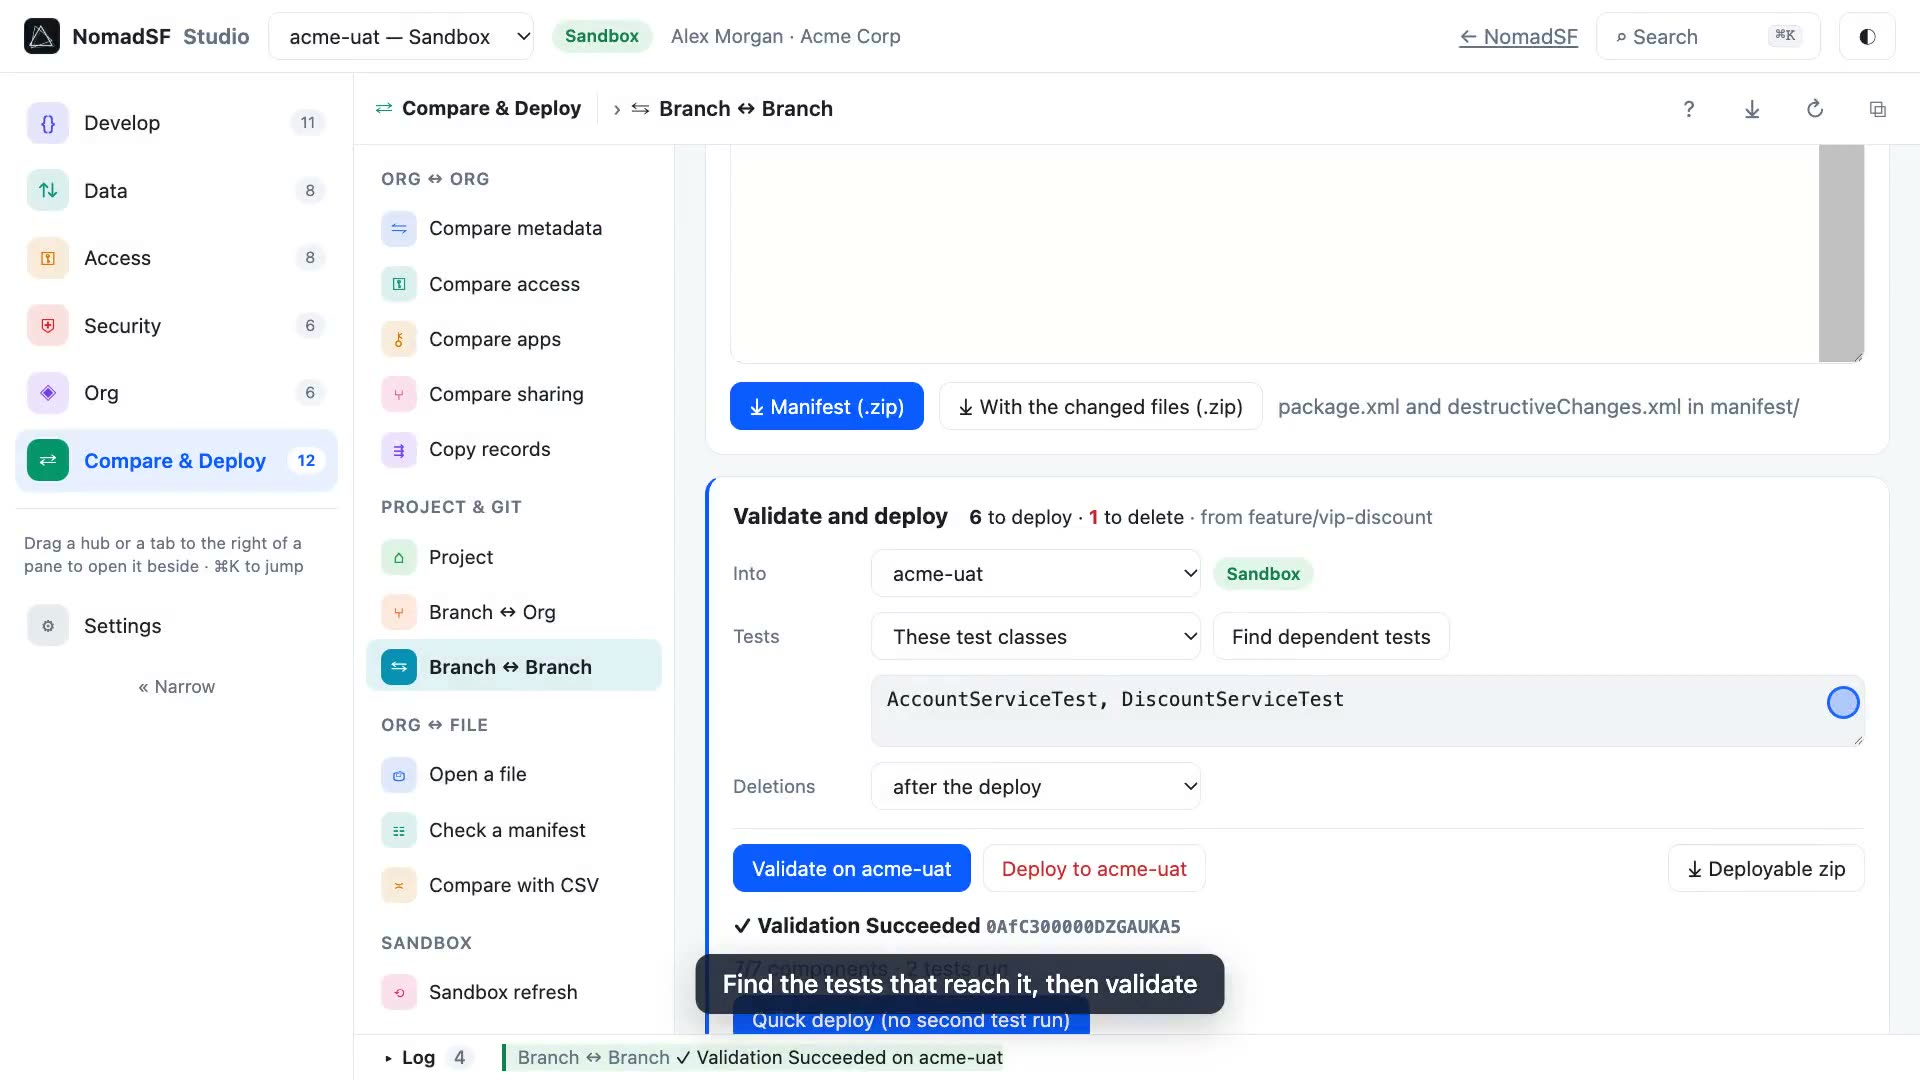 NomadSF Studio
acme-uat — Sandbox
Sandbox
Alex Morgan · Acme Corp
← NomadSF
⌕ Search ⌘K
Develop 11
Data 8
Access 8
Security 6
Org 6
Compare & Deploy 12
Drag a hub or a tab to the right of a
pane to open it beside · ⌘K to jump
Settings
« Narrow
Compare & Deploy › Branch ↔ Branch
?
ORG ↔ ORG
Compare metadata
Compare access
Compare apps
Compare sharing
Copy records
PROJECT & GIT
Project
Branch ↔ Org
Branch ↔ Branch
ORG ↔ FILE
Open a file
Check a manifest
Compare with CSV
SANDBOX
Sandbox refresh
↓ Manifest (.zip)
↓ With the changed files (.zip)
package.xml and destructiveChanges.xml in manifest/
Validate and deploy 6 to deploy · 1 to delete · from feature/vip-discount
Into acme-uat Sandbox
Tests These test classes Find dependent tests
AccountServiceTest, DiscountServiceTest
Deletions after the deploy
Validate on acme-uat Deploy to acme-uat ↓ Deployable zip
✓ Validation Succeeded 0AfC300000DZGAUKA5
7/7 components · 2 tests run
Find the tests that reach it, then validate
Quick deploy (no second test run)
▸ Log 4
Branch ↔ Branch ✓ Validation Succeeded on acme-uat